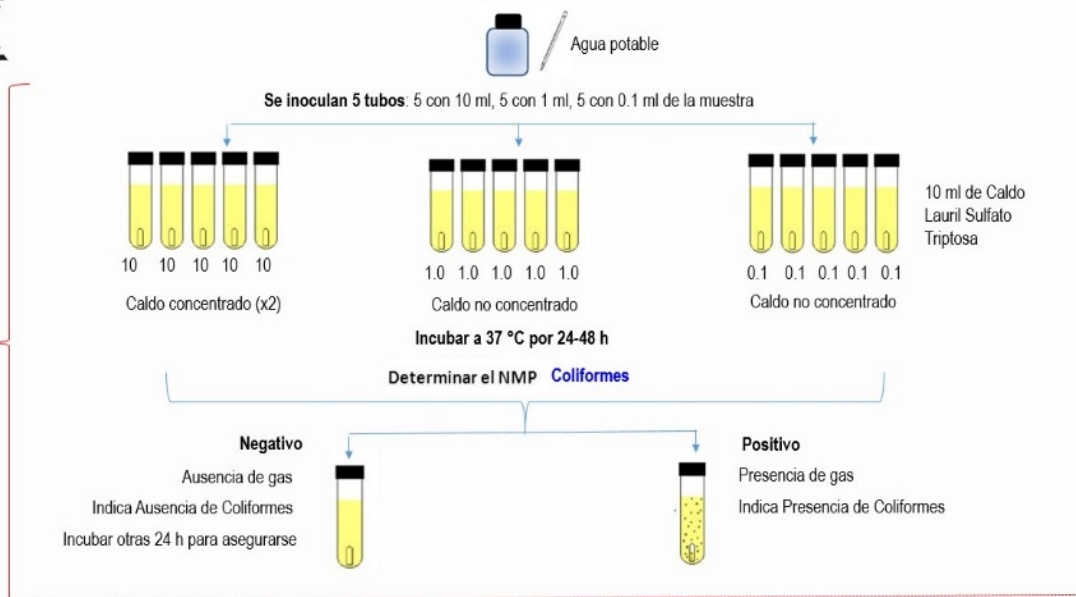 Agua potable
Se inoculan 5 tubos: 5 con 10 ml, 5 con 1 ml, 5 con 0.1 ml de la muestra
10 ml de Caldo
Lauril Sulfato
Triptosa
10 10 10 10 10
1.0 1.0 1.0 1.0 1.0
0.1 0.1 0.1 0.1 0.1
Caldo concentrado (x2)
Caldo no concentrado
Caldo no concentrado
Incubar a 37 °C por 24-48 h
Determinar el NMP Coliformes
Negativo
Ausencia de gas
Indica Ausencia de Coliformes
Incubar otras 24 h para asegurarse
Positivo
Presencia de gas
Indica Presencia de Coliformes